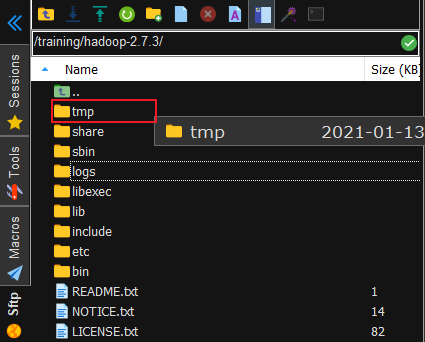 /training/hadoop-2.7.3/
Name Size (KB)
..
tmp
tmp 2021-01-13
share
sbin
logs
libexec
lib
include
etc
bin
README.txt 1
NOTICE.txt 14
LICENSE.txt 82
Sessions
Tools
Macros
Sftp